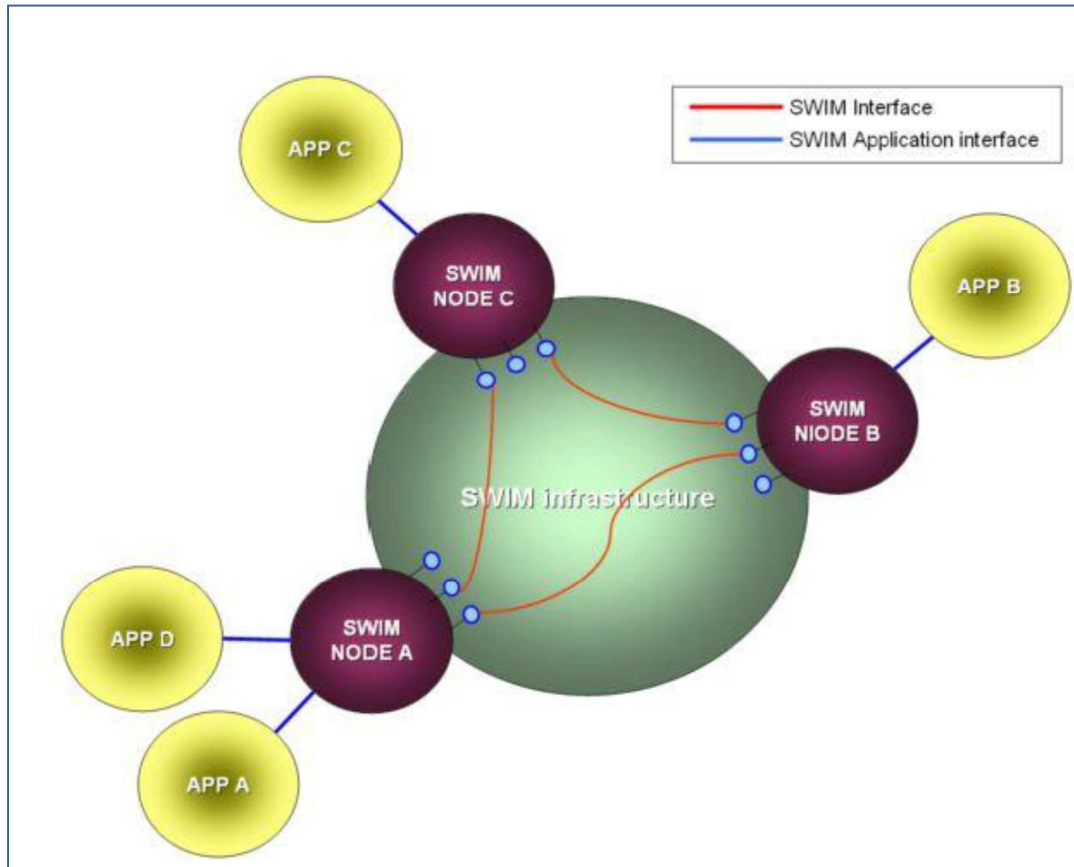 SWIM Interface
SWIM Application interface
APP C
SWIM
NODE C
APP B
SWIM
NIODE B
SWIM infrastructure
APP D
SWIM
NODE A
APP A